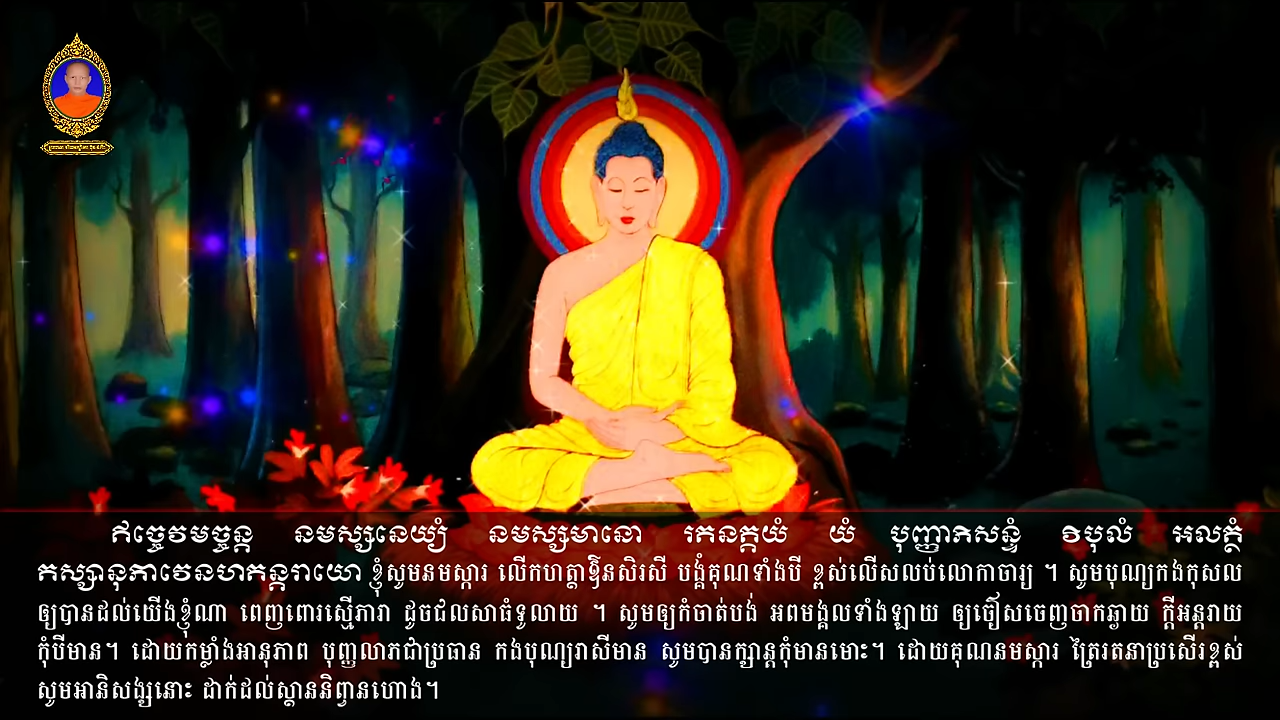 ឥច្ចេវមច្ចន្ត នមស្សនេយ្យំ នមស្សមានោ រតនត្តយំ យំ បុញ្ញាភិសន្ទំ វិបុលំ អលត្ថំ
តស្សានុភាវេនហតន្តរាយោ ខ្ញុំសូមនមស្ការ លើកហត្ថាឱនសិរសី បង្គំគុណទាំងបី ខ្ពស់លើសលប់លោកាចារ្យ ។ សូមបុណ្យកងកុសល
ឲ្យបានដល់យើងខ្ញុំណា ពេញពោរស្មើភារា ដូចជលសាធំទូលាយ ។ សូមឲ្យកំចាត់បង់ អពមង្គលទាំងឡាយ ឲ្យចៀសចេញចាកឆ្ងាយ ក្ដីអន្តរាយ
កុំបីមាន។ ដោយកម្លាំងអានុភាព បុញ្ញលាភជាប្រធាន កងបុណ្យរាសីមាន សូមបានក្សាន្តកុំមានមោះ។ ដោយគុណនមស្ការ ត្រៃរតនាប្រសើរខ្ពស់
សូមអានិសង្សនោះ ដាក់ដល់ស្ថាននិព្វានហោង។